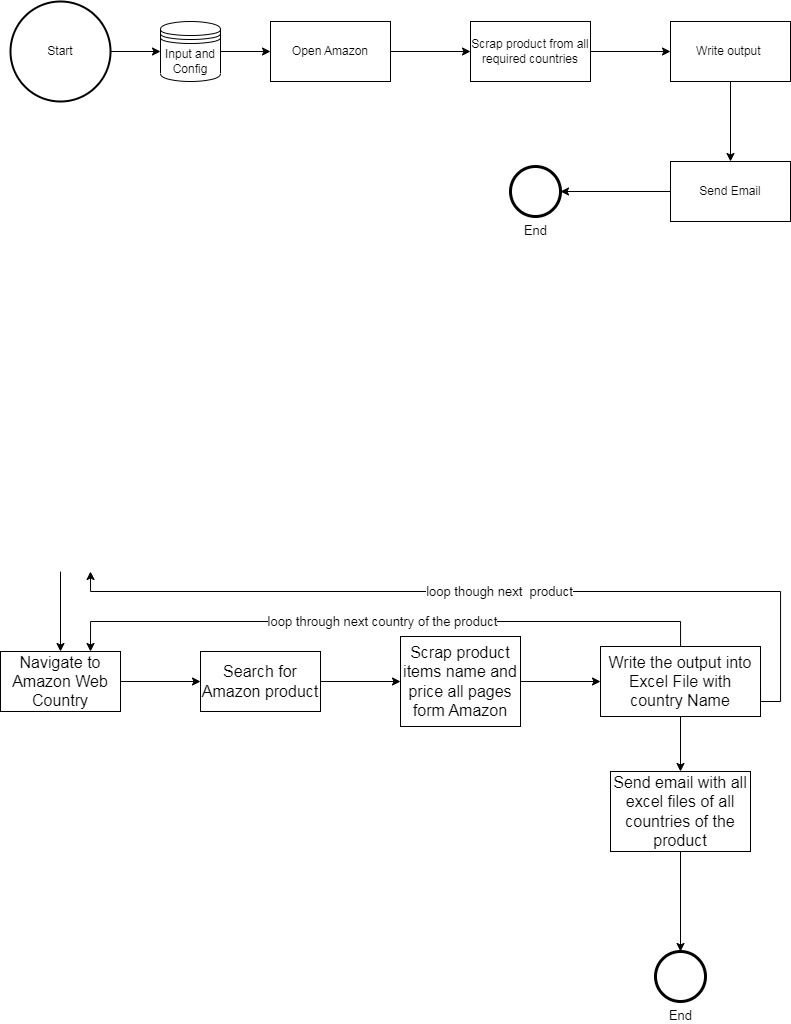 Start
Input and
Config
Open Amazon
Scrap product from all
required countries
Write output
Send Email
End
loop though next  product
loop through next country of the product
Navigate to
Amazon Web
Country
Search for
Amazon product
Scrap product
items name and
price all pages
form Amazon
Write the output into
Excel File with
country Name
Send email with all
excel files of all
countries of the
product
End